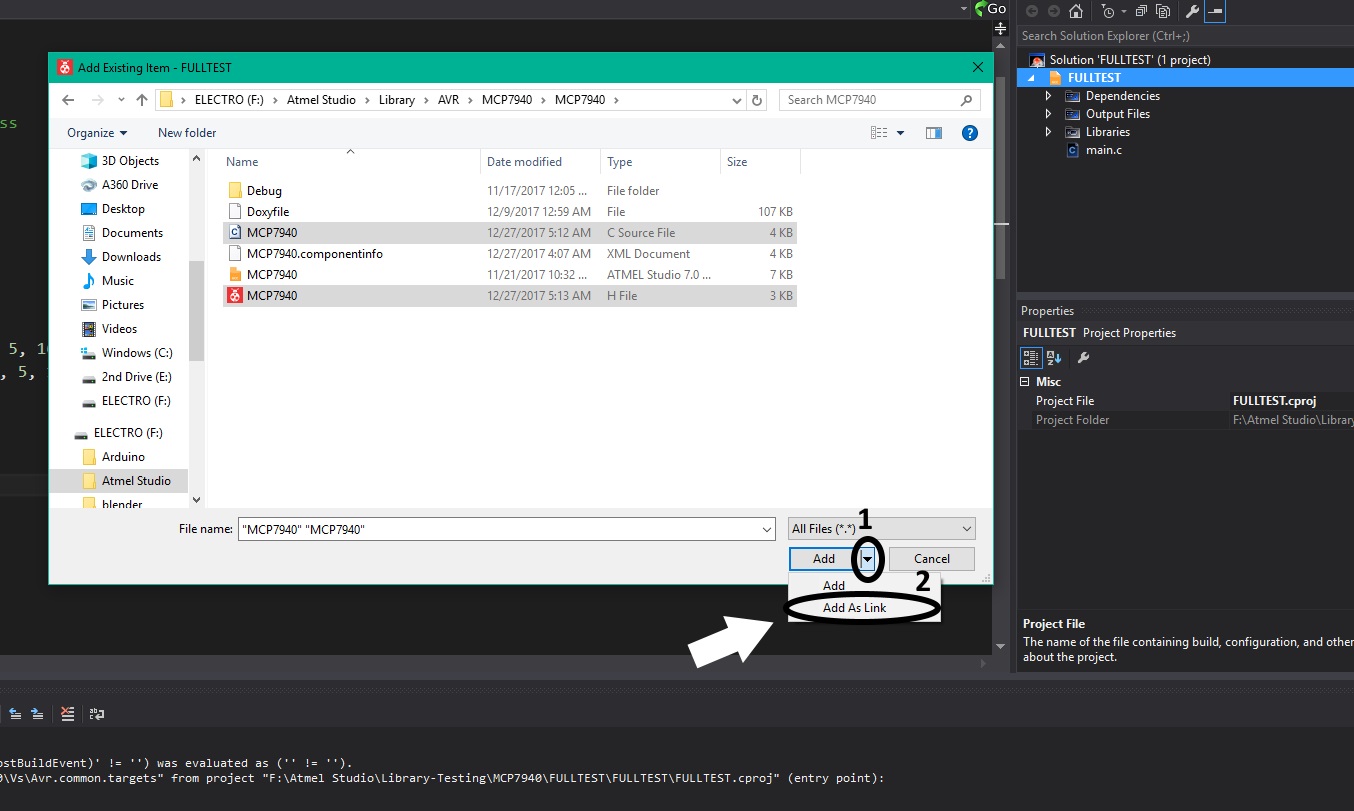 Go
Search Solution Explorer (Ctrl+;)
Solution 'FULLTEST' (1 project)
FULLTEST
Dependencies
Output Files
Libraries
main.c
ss
5,
, 5,
Add Existing Item - FULLTEST
ELECTRO (F:) Atmel Studio Library AVR MCP7940 MCP7940
Search MCP7940
Organize New folder
3D Objects
A360 Drive
Desktop
Documents
Downloads
Music
Pictures
Videos
Windows (C:)
2nd Drive (E:)
ELECTRO (F:)
ELECTRO (F:)
Arduino
Atmel Studio
blender
Name Date modified Type Size
Debug 11/17/2017 12:05 ... File folder
Doxyfile 12/9/2017 12:59 AM File 107 KB
MCP7940 12/27/2017 5:12 AM C Source File 4 KB
MCP7940.componentinfo 12/27/2017 4:07 AM XML Document 4 KB
MCP7940 11/21/2017 10:32 ... ATMEL Studio 7.0 ... 7 KB
MCP7940 12/27/2017 5:13 AM H File 3 KB
File name: "MCP7940" "MCP7940"
All Files (*.*)
1
Add Cancel
Add
2
Add As Link
Properties
FULLTEST Project Properties
Misc
Project File FULLTEST.cproj
Project Folder F:\Atmel Studio\Library
Project File
The name of the file containing build, configuration, and other
about the project.
ostBuildEvent)' != '') was evaluated as ('' != '').
0\Vs\Avr.common.targets" from project "F:\Atmel Studio\Library-Testing\MCP7940\FULLTEST\FULLTEST\FULLTEST.cproj" (entry point):